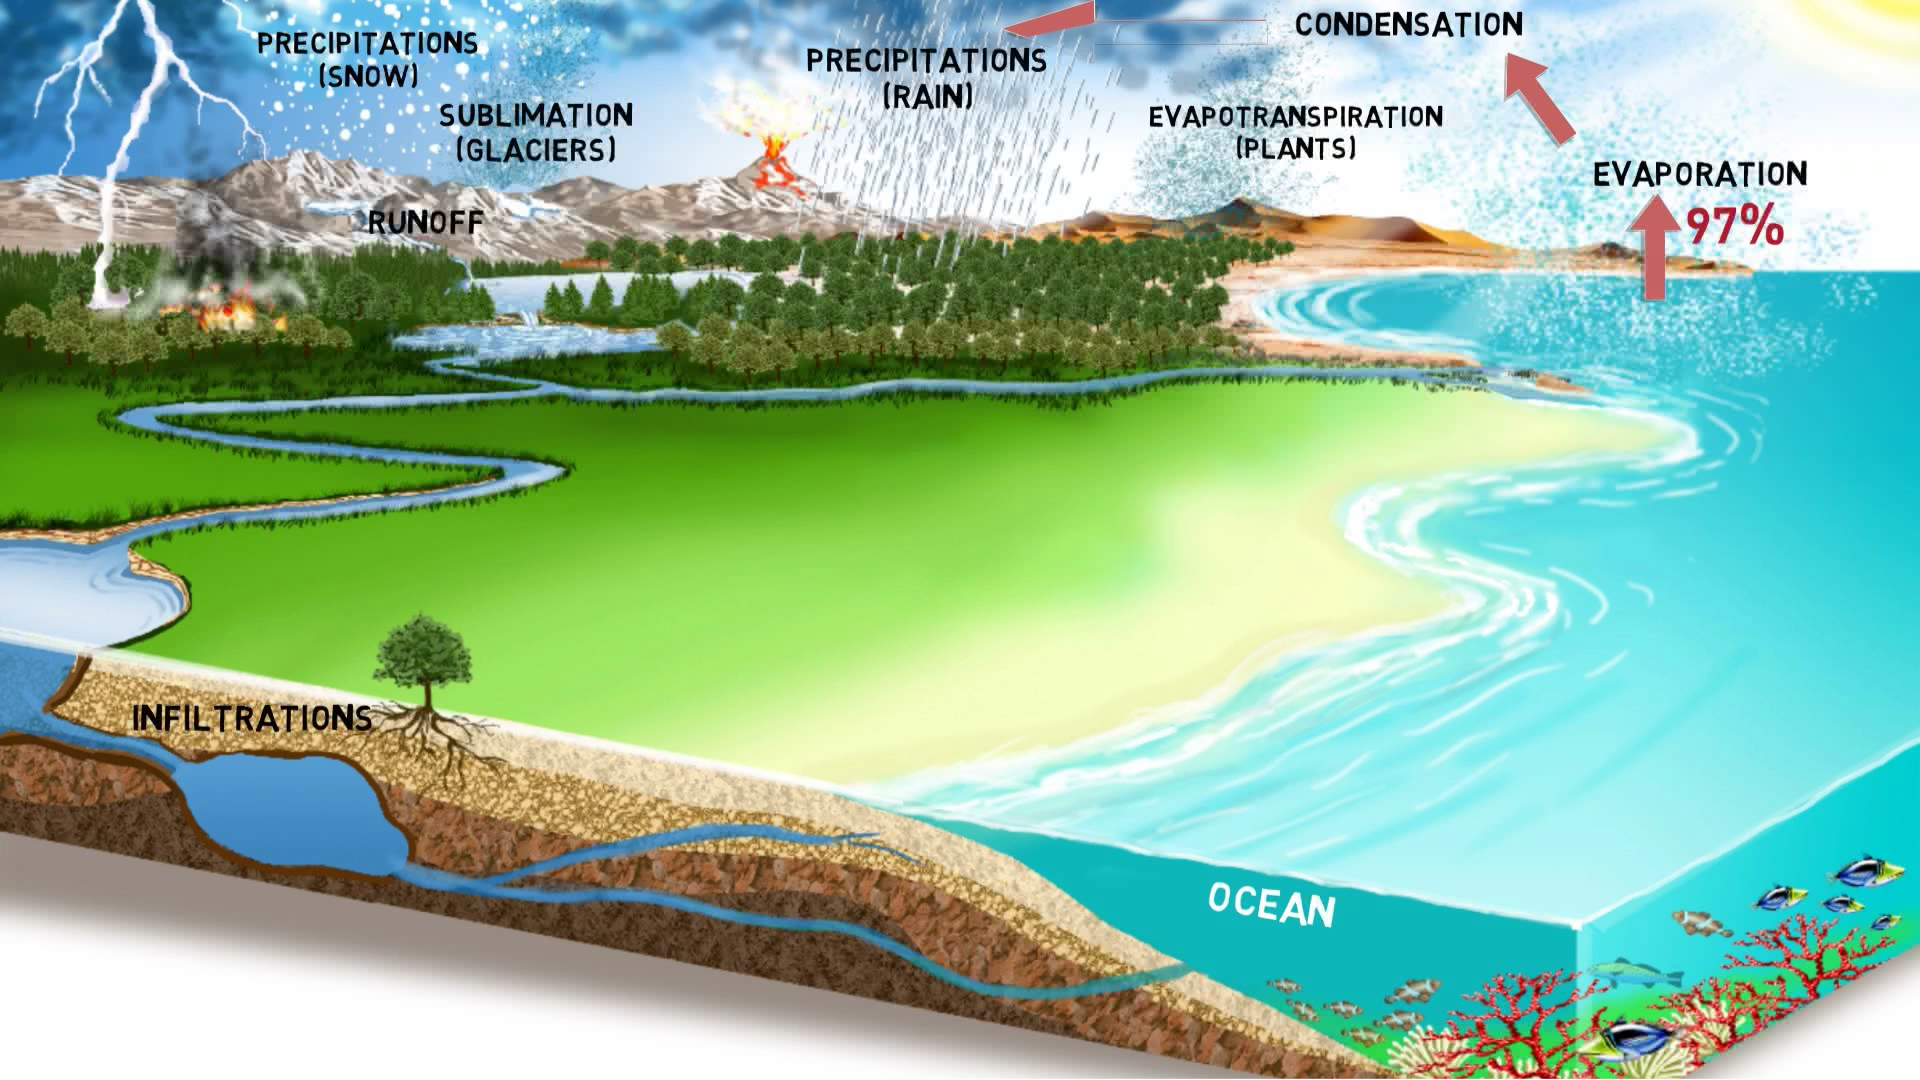 CONDENSATION
PRECIPITATIONS
(SNOW)
PRECIPITATIONS
(RAIN)
SUBLIMATION
(GLACIERS)
EVAPOTRANSPIRATION
(PLANTS)
EVAPORATION
97%
RUNOFF
INFILTRATIONS
OCEAN